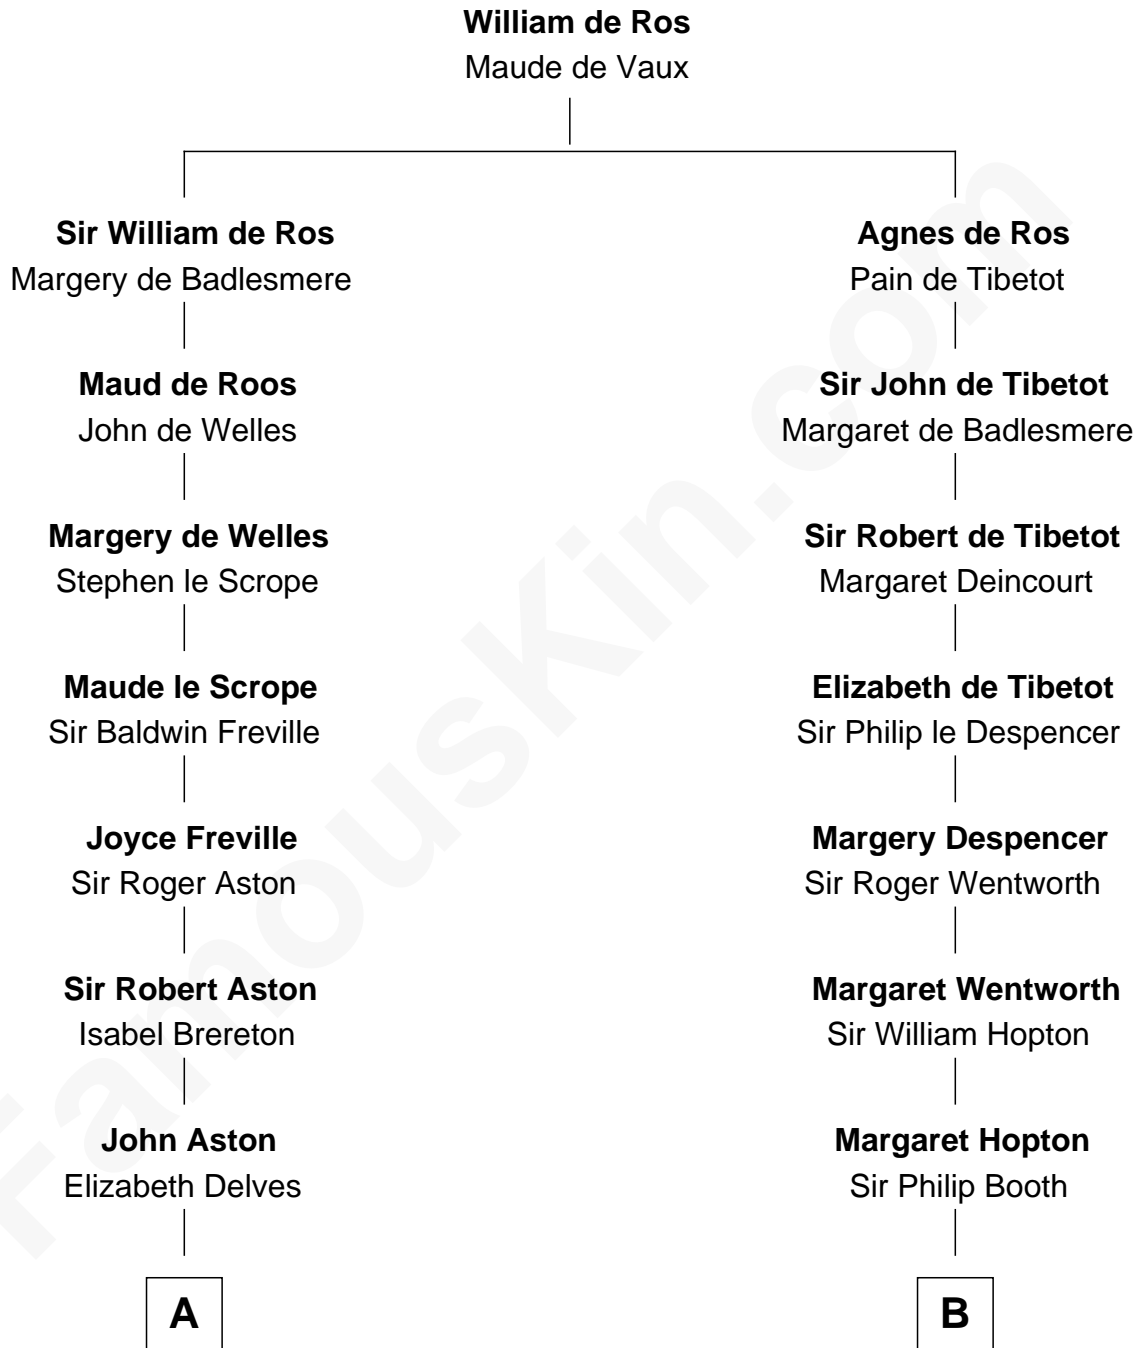 William de Ros
Maude de Vaux
Sir William de Ros
Margery de Badlesmere
Agnes de Ros
Pain de Tibetot
Maud de Roos
John de Welles
Sir John de Tibetot
Margaret de Badlesmere
Margery de Welles
Stephen le Scrope
Sir Robert de Tibetot
Margaret Deincourt
Maude le Scrope
Sir Baldwin Freville
Elizabeth de Tibetot
Sir Philip le Despencer
Joyce Freville
Sir Roger Aston
Margery Despencer
Sir Roger Wentworth
Sir Robert Aston
Isabel Brereton
Margaret Wentworth
Sir William Hopton
John Aston
Elizabeth Delves
Margaret Hopton
Sir Philip Booth
A
B
FamousKin.com